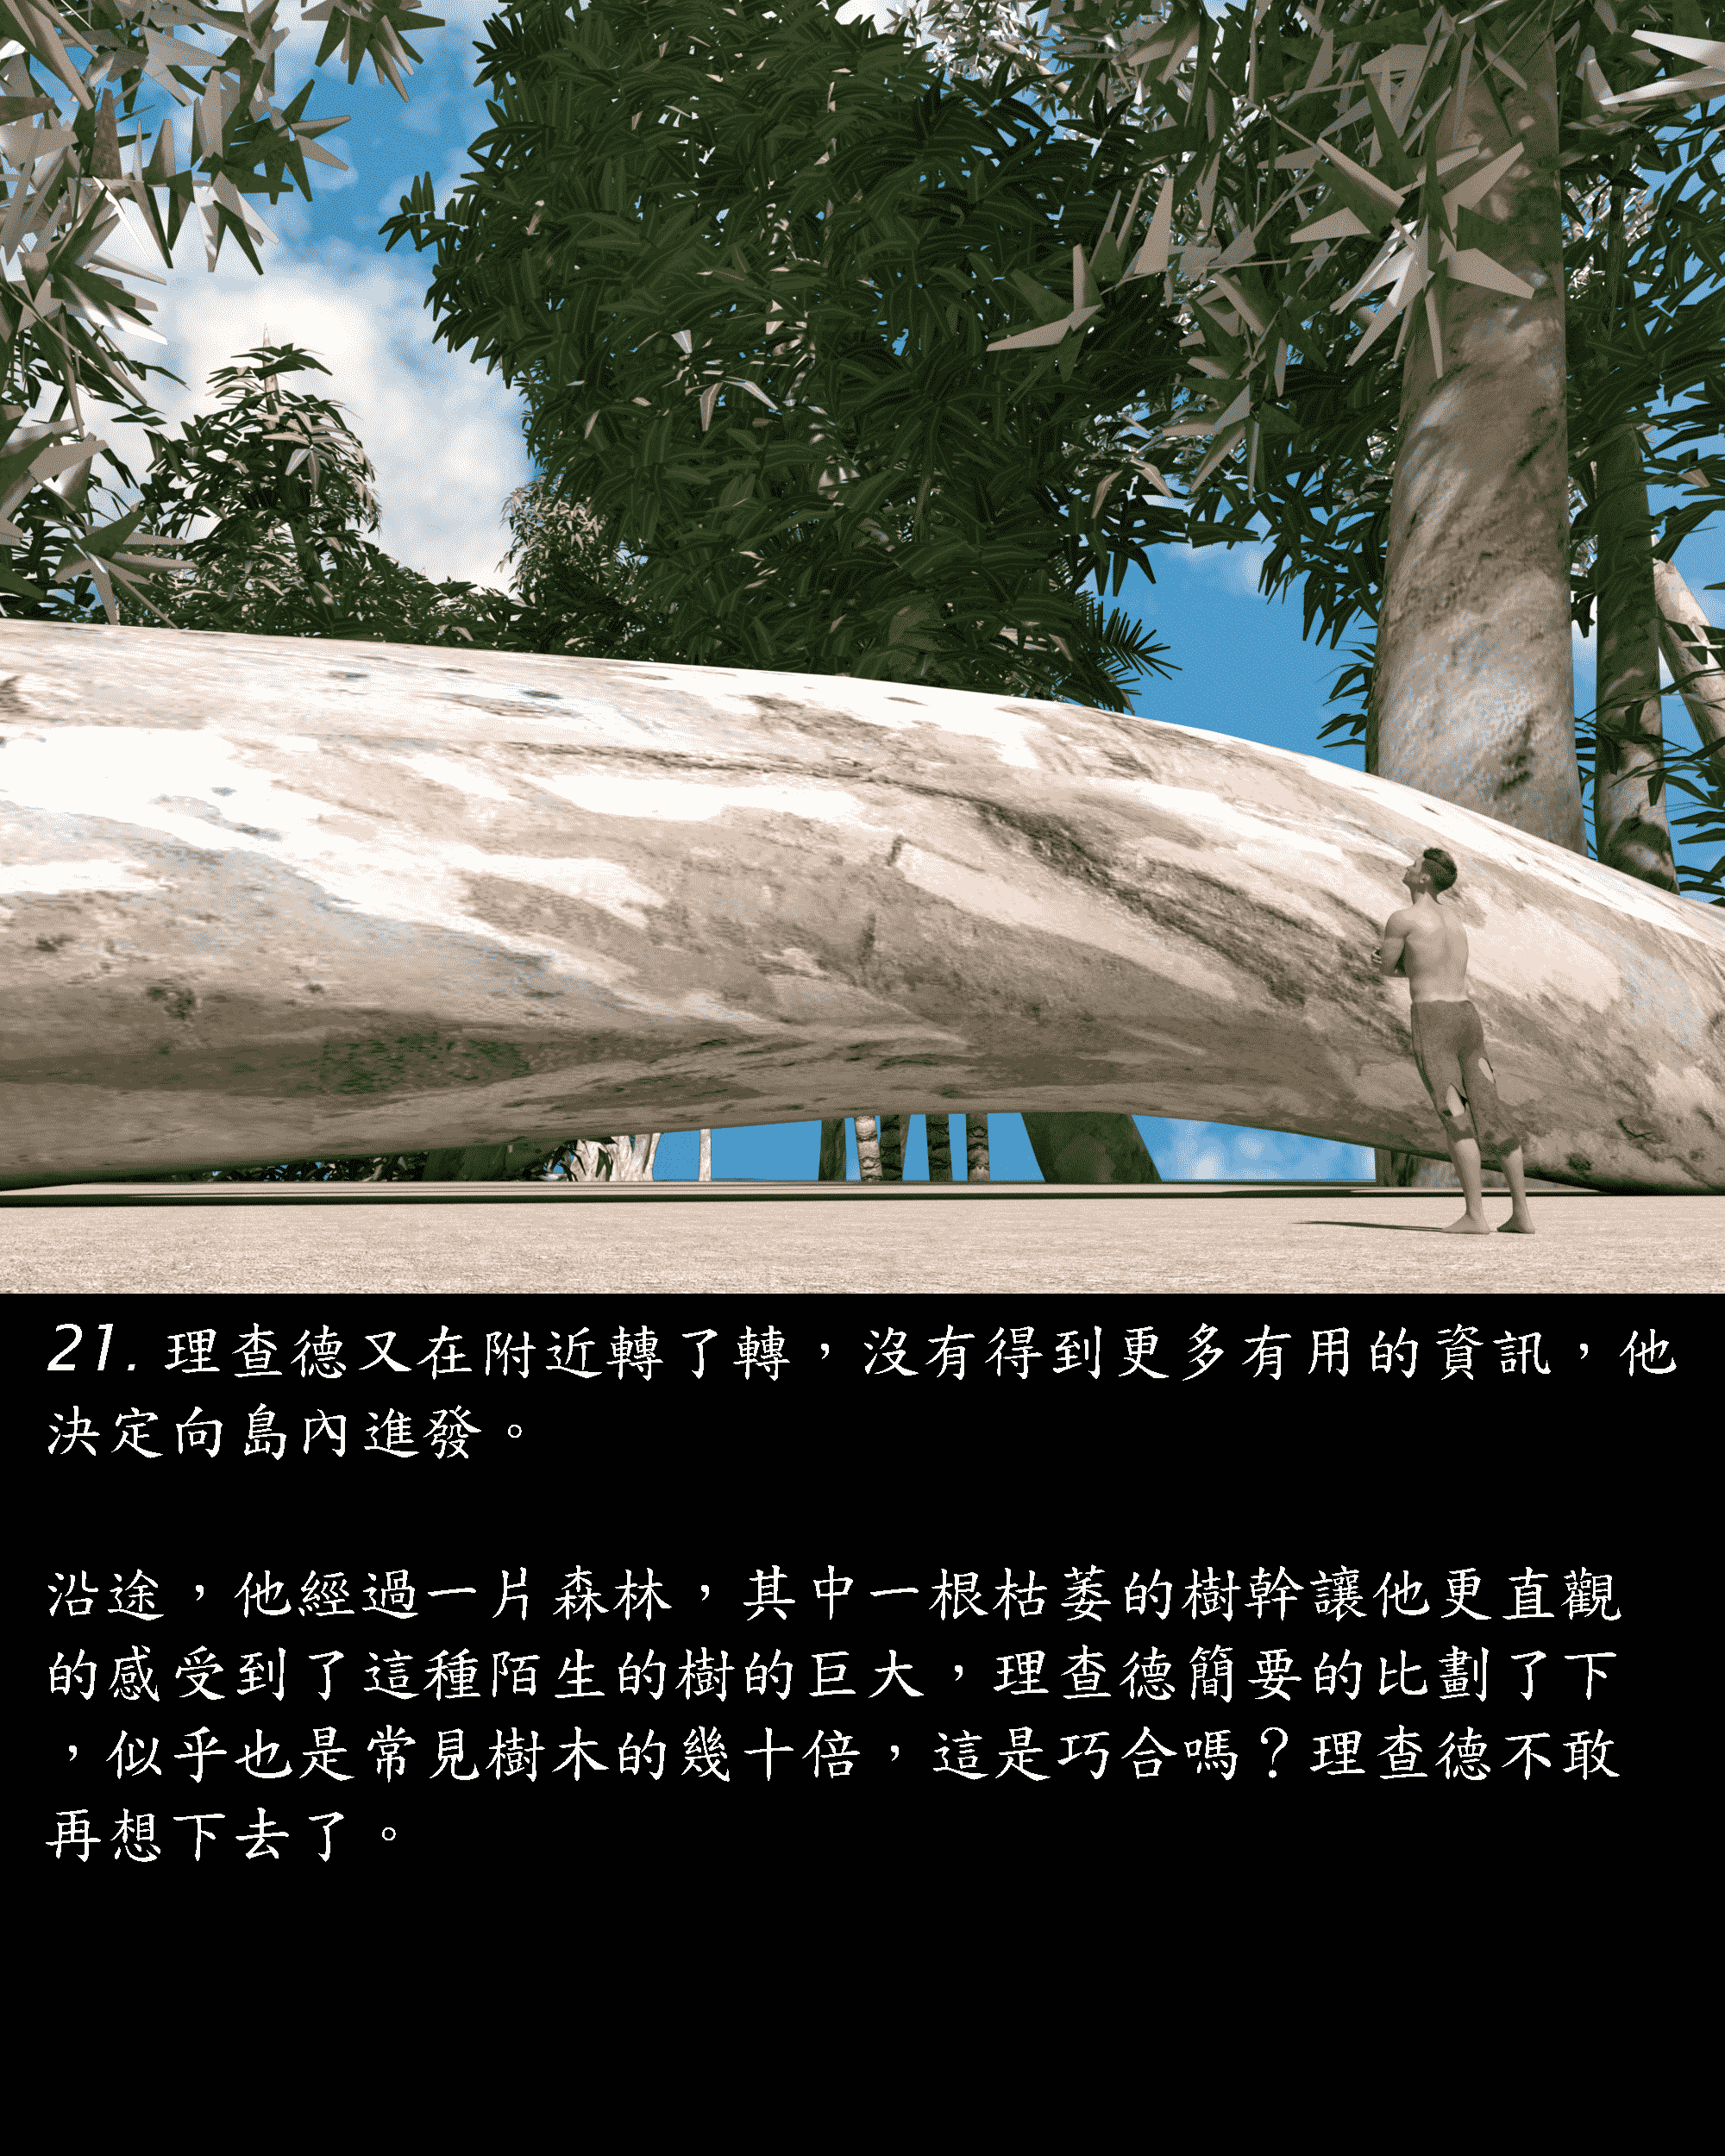 21. 理查德又在附近轉了轉，沒有得到更多有用的資訊，他
決定向島內進發。
沿途，他經過一片森林，其中一根枯萎的樹幹讓他更直觀
的感受到了這種陌生的樹的巨大，理查德簡要的比劃了下
，似乎也是常見樹木的幾十倍，這是巧合嗎？理查德不敢
再想下去了。